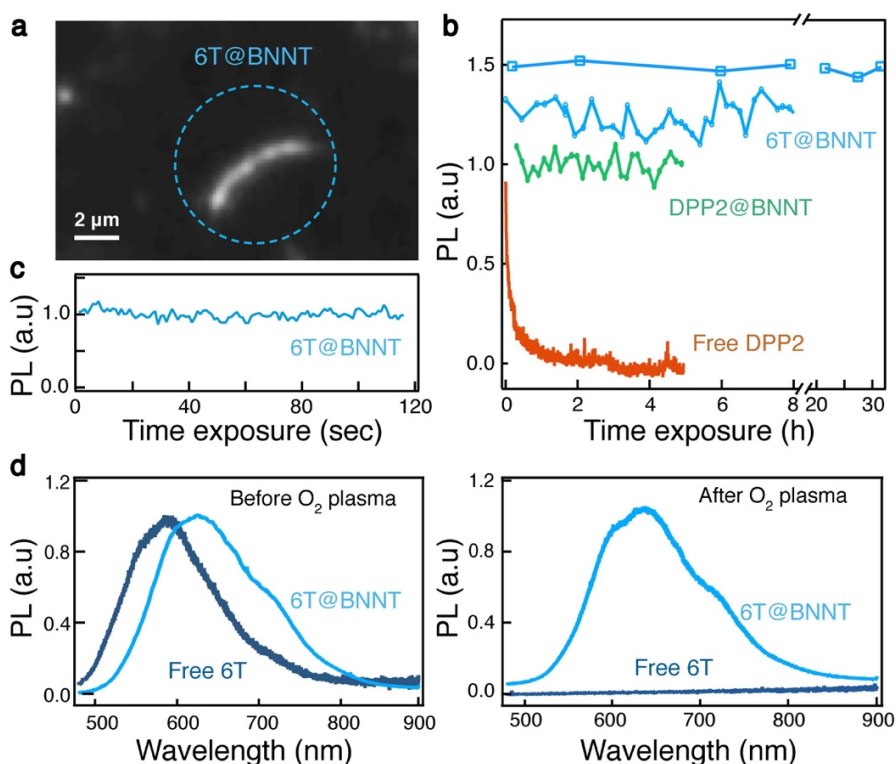 a
6T@BNNT
2 µm
b
PL (a.u)
1.5
1.0
0.5
0.0
6T@BNNT
DPP2@BNNT
Free DPP2
0 2 4 6 8 20 30
Time exposure (h)
c
PL (a.u)
1.0
0.0
6T@BNNT
0 40 80 120
Time exposure (sec)
d
PL (a.u)
1.2
0.8
0.4
0.0
Before O2 plasma
6T@BNNT
Free 6T
500 600 700 800 900
Wavelength (nm)
PL (a.u)
1.2
0.8
0.4
0.0
After O2 plasma
6T@BNNT
Free 6T
500 600 700 800 900
Wavelength (nm)